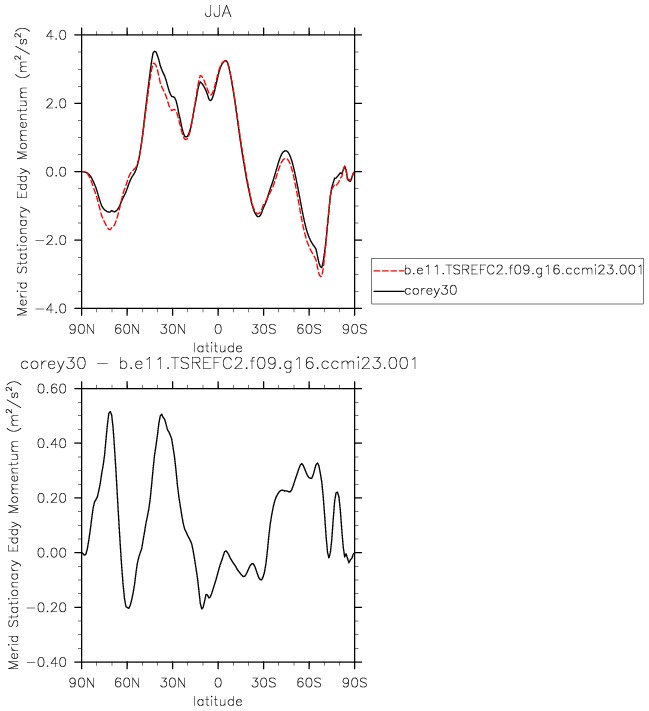 JJA
Merid Stationary Eddy Momentum (m²/s²)
4.0
2.0
0.0
−2.0
−4.0
90N 60N 30N 0 30S 60S 90S
latitude
b.e11.TSREFC2.f09.g16.ccmi23.001
corey30
corey30 − b.e11.TSREFC2.f09.g16.ccmi23.001
Merid Stationary Eddy Momentum (m²/s²)
0.60
0.40
0.20
0.00
−0.20
−0.40
90N 60N 30N 0 30S 60S 90S
latitude